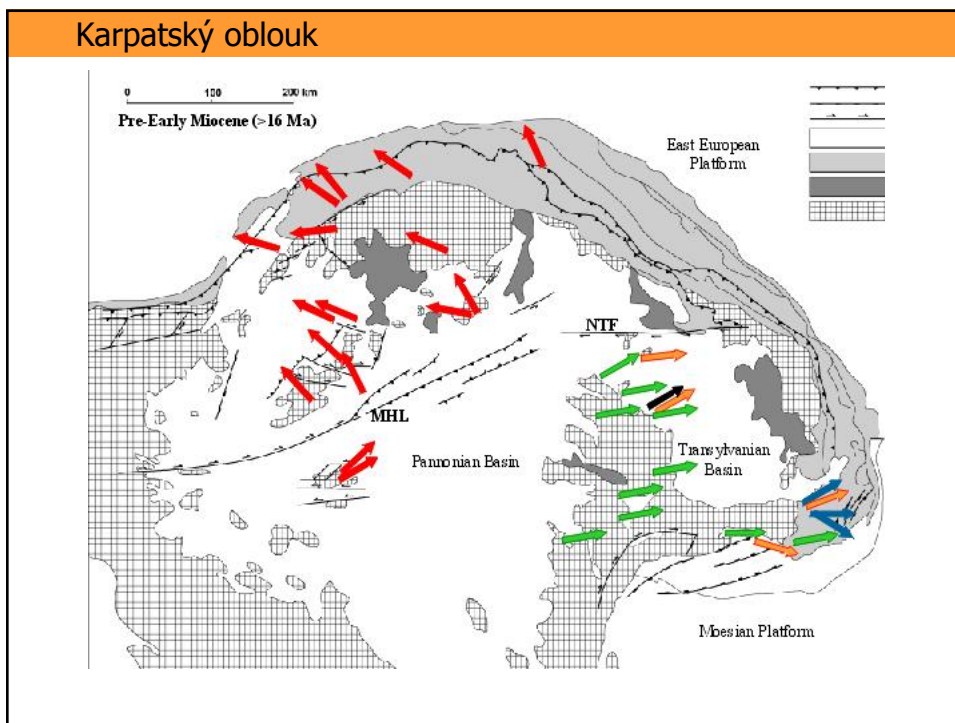 Karpatský oblouk
0 100 200 km
Pre-Early Miocene (>16 Ma)
East European
Platform
NTF
MHL
Pannonian Basin
Transylvanian
Basin
Moesian Platform